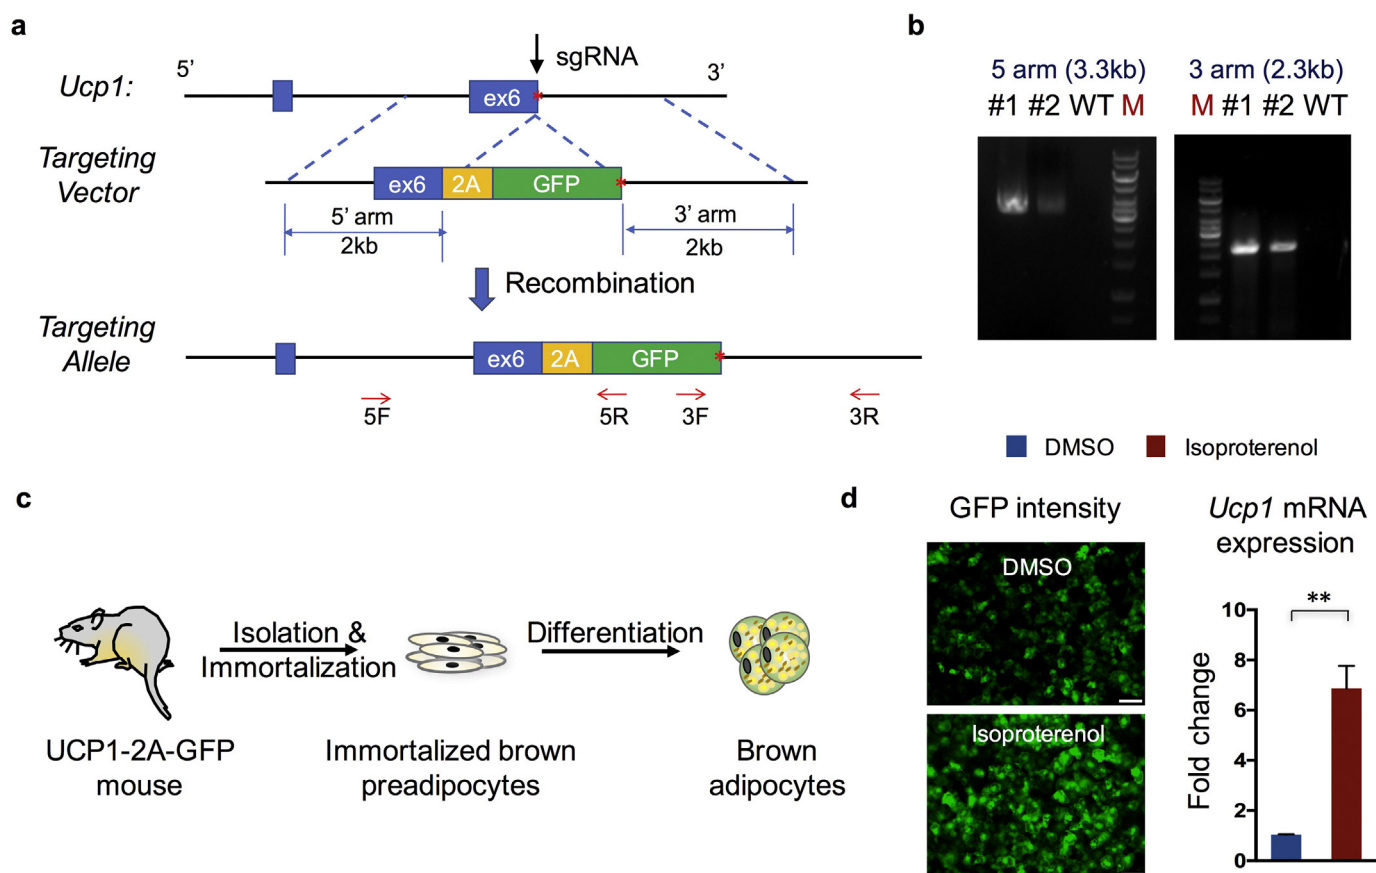 a
5’
sgRNA
3’
Ucp1:
ex6
*
Targeting
Vector
ex6 2A GFP
*
5’ arm
2kb
3’ arm
2kb
Recombination
Targeting
Allele
ex6 2A GFP
*
5F
5R
3F
3R
b
5 arm (3.3kb)
#1 #2 WT M
3 arm (2.3kb)
M #1 #2 WT
c
Isolation &
Immortalization
Differentiation
UCP1-2A-GFP
mouse
Immortalized brown
preadipocytes
Brown
adipocytes
DMSO
Isoproterenol
d
GFP intensity
DMSO
Isoproterenol
Ucp1 mRNA
expression
**
Fold change
10
8
6
4
2
0